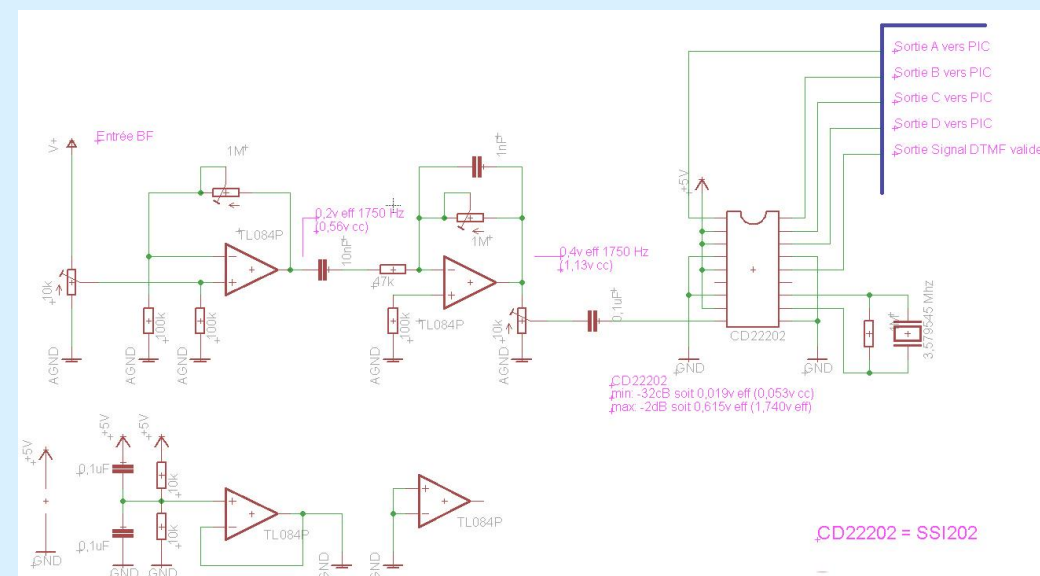 Sortie A vers PIC
Sortie B vers PIC
Sortie C vers PIC
Sortie D vers PIC
Sortie Signal DTMF valide
V+
Entrée BF
1M
TL084P
0,2v eff 1750 Hz
(0,56v cc)
10nF
47k
1nF
1M
TL084P
0,4v eff 1750 Hz
(1,13v cc)
0,1uF
+5V
10k
100k
100k
100k
10k
AGND
AGND
AGND
AGND
AGND
CD22202
GND
GND
3,579545 Mhz
CD22202
min: -32cB soit 0,019v eff (0,053v cc)
max: -2dB soit 0,615v eff (1,740v eff)
+5V
+5V
+5V
0,1uF
10k
0,1uF
10k
TL084P
TL084P
GND
GND
GND
GND
GND
CD22202 = SSI202